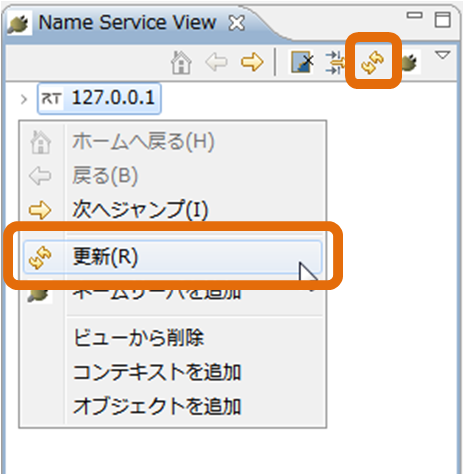 Name Service View
RT 127.0.0.1
ホームへ戻る(H)
戻る(B)
次へジャンプ(I)
更新(R)
ネームサーバを追加
ビューから削除
コンテキストを追加
オブジェクトを追加